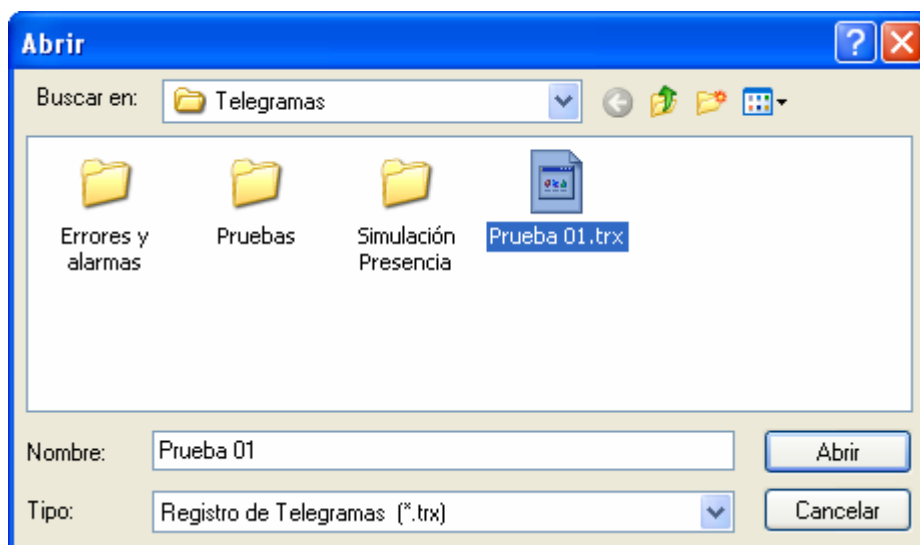 Abrir
Buscar en:
Telegramas
Errores y
alarmas
Pruebas
Simulación
Presencia
Prueba 01.trx
Nombre:
Prueba 01
Abrir
Tipo:
Registro de Telegramas (*.trx)
Cancelar